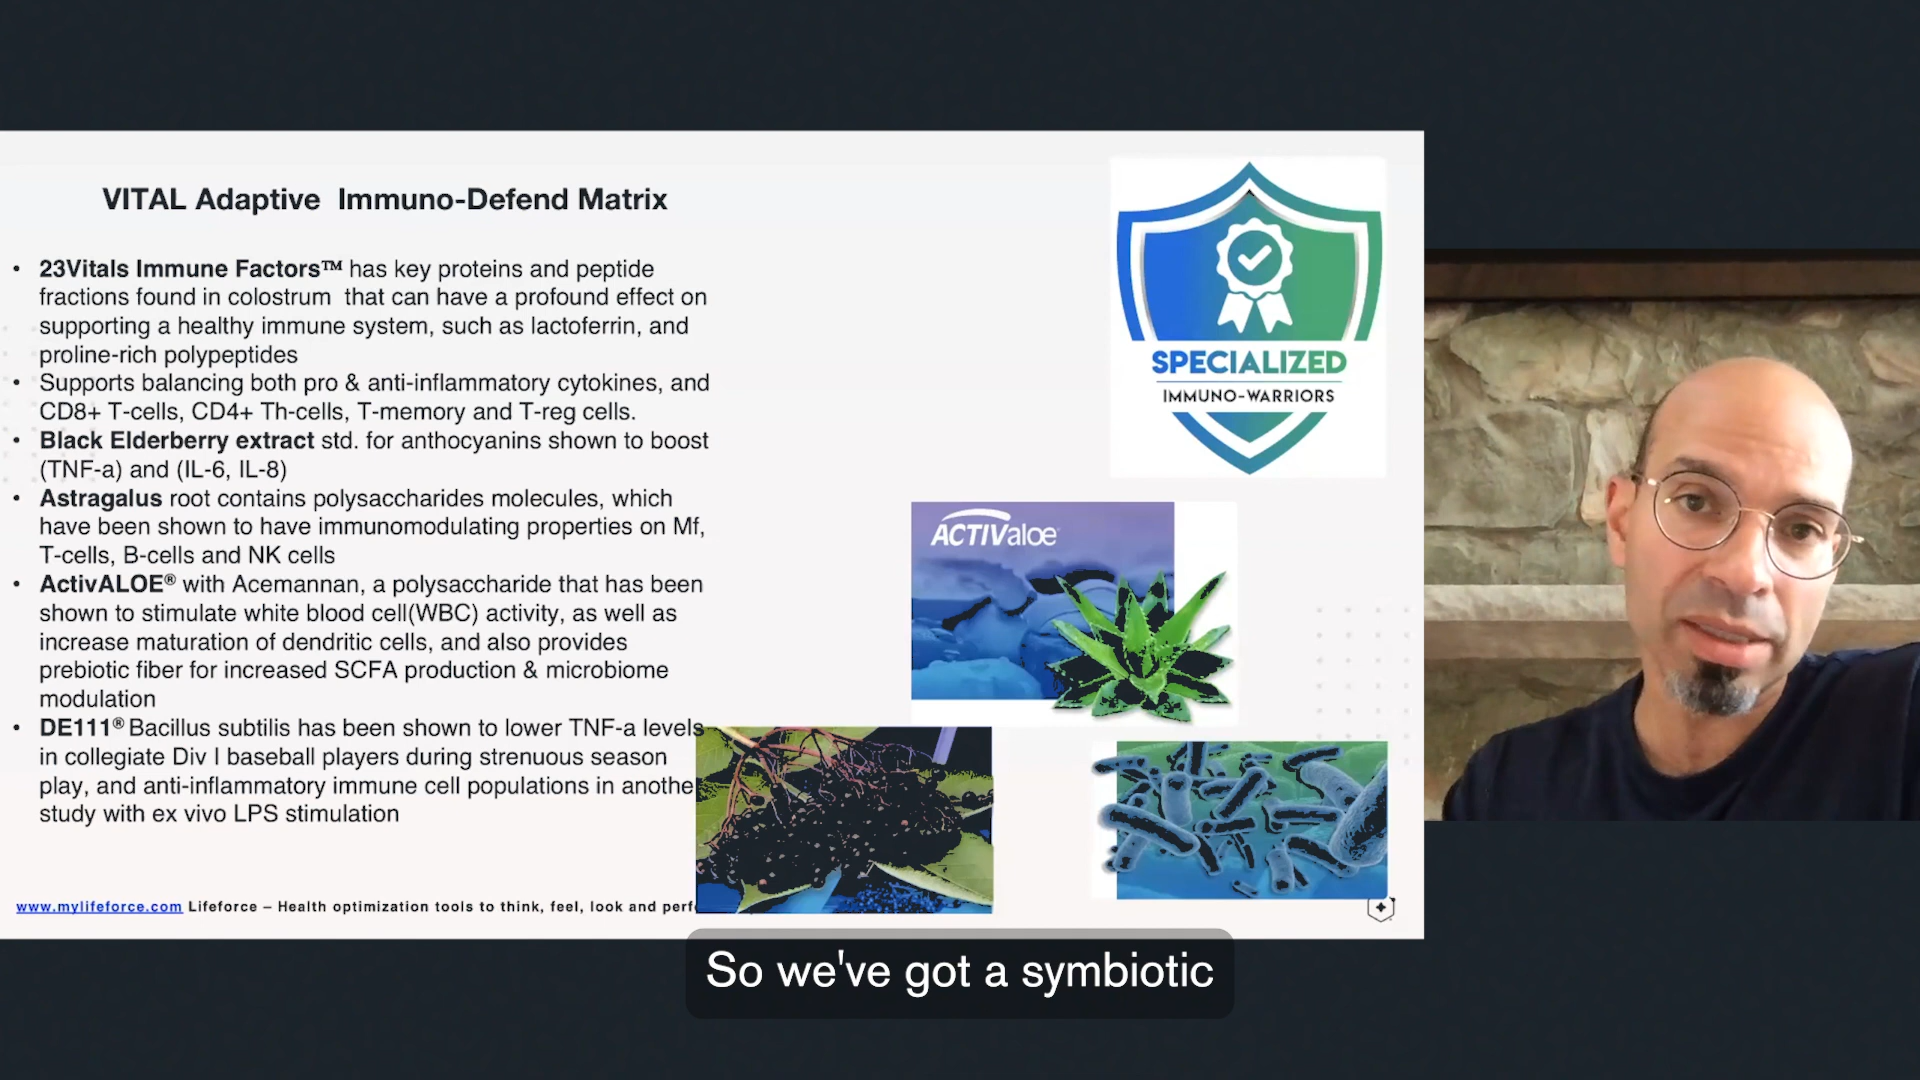 VITAL Adaptive Immuno-Defend Matrix
• 23Vitals Immune Factors™ has key proteins and peptide
fractions found in colostrum that can have a profound effect on
supporting a healthy immune system, such as lactoferrin, and
proline-rich polypeptides
• Supports balancing both pro & anti-inflammatory cytokines, and
CD8+ T-cells, CD4+ Th-cells, T-memory and T-reg cells.
• Black Elderberry extract std. for anthocyanins shown to boost
(TNF-a) and (IL-6, IL-8)
• Astragalus root contains polysaccharides molecules, which
have been shown to have immunomodulating properties on Mf,
T-cells, B-cells and NK cells
• ActivALOE® with Acemannan, a polysaccharide that has been
shown to stimulate white blood cell(WBC) activity, as well as
increase maturation of dendritic cells, and also provides
prebiotic fiber for increased SCFA production & microbiome
modulation
• DE111® Bacillus subtilis has been shown to lower TNF-a levels
in collegiate Div I baseball players during strenuous season
play, and anti-inflammatory immune cell populations in anothe
study with ex vivo LPS stimulation
SPECIALIZED
IMMUNO-WARRIORS
ACTIValoe
www.mylifeforce.com Lifeforce – Health optimization tools to think, feel, look and perf
So we've got a symbiotic